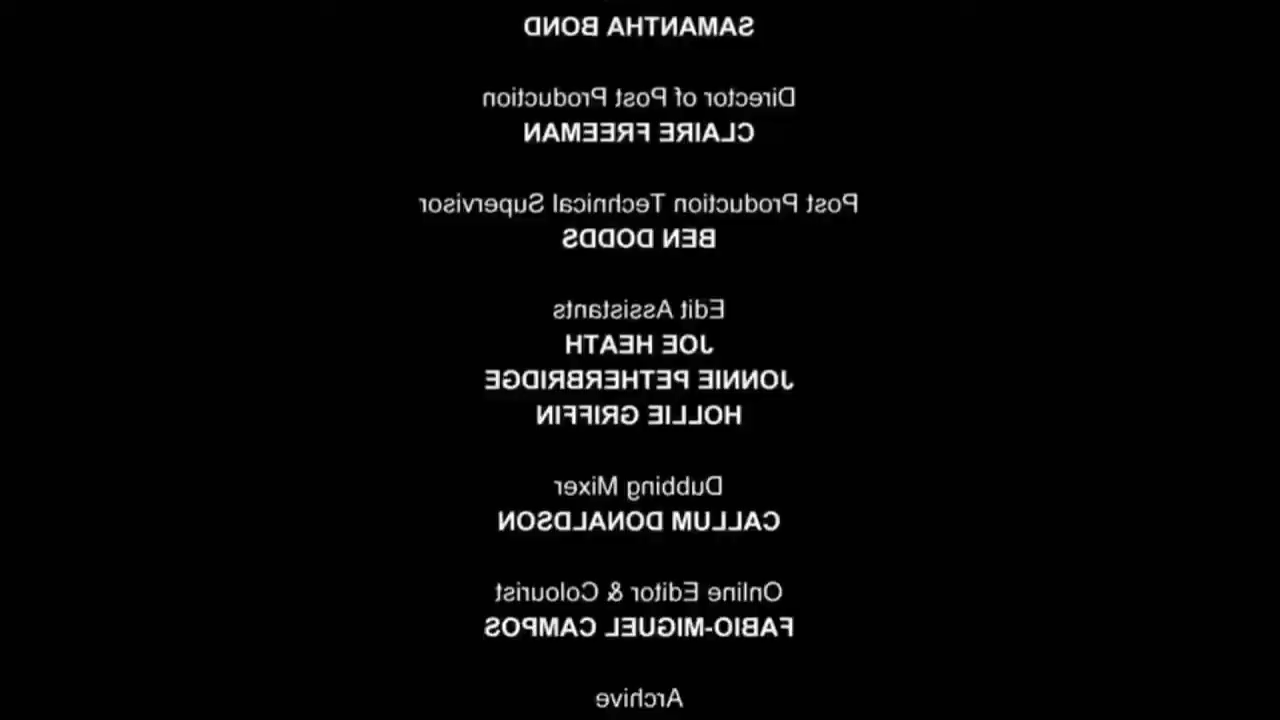 SAMANTHA BOND
Director of Post Production
CLAIRE FREEMAN
Post Production Technical Supervisor
BEN DODDS
Edit Assistants
JOE HEATH
JONNIE PETHERBRIDGE
HOLLIE GRIFFIN
Dubbing Mixer
CALLUM DONALDSON
Online Editor & Colourist
FABIO-MIGUEL CAMPOS
Archive